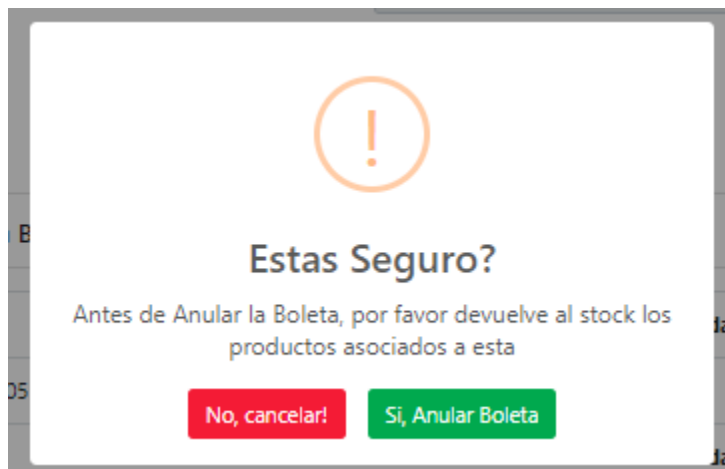 !
B
Estas Seguro?
Antes de Anular la Boleta, por favor devuelve al stock los
productos asociados a esta
05
No, cancelar!
Si, Anular Boleta